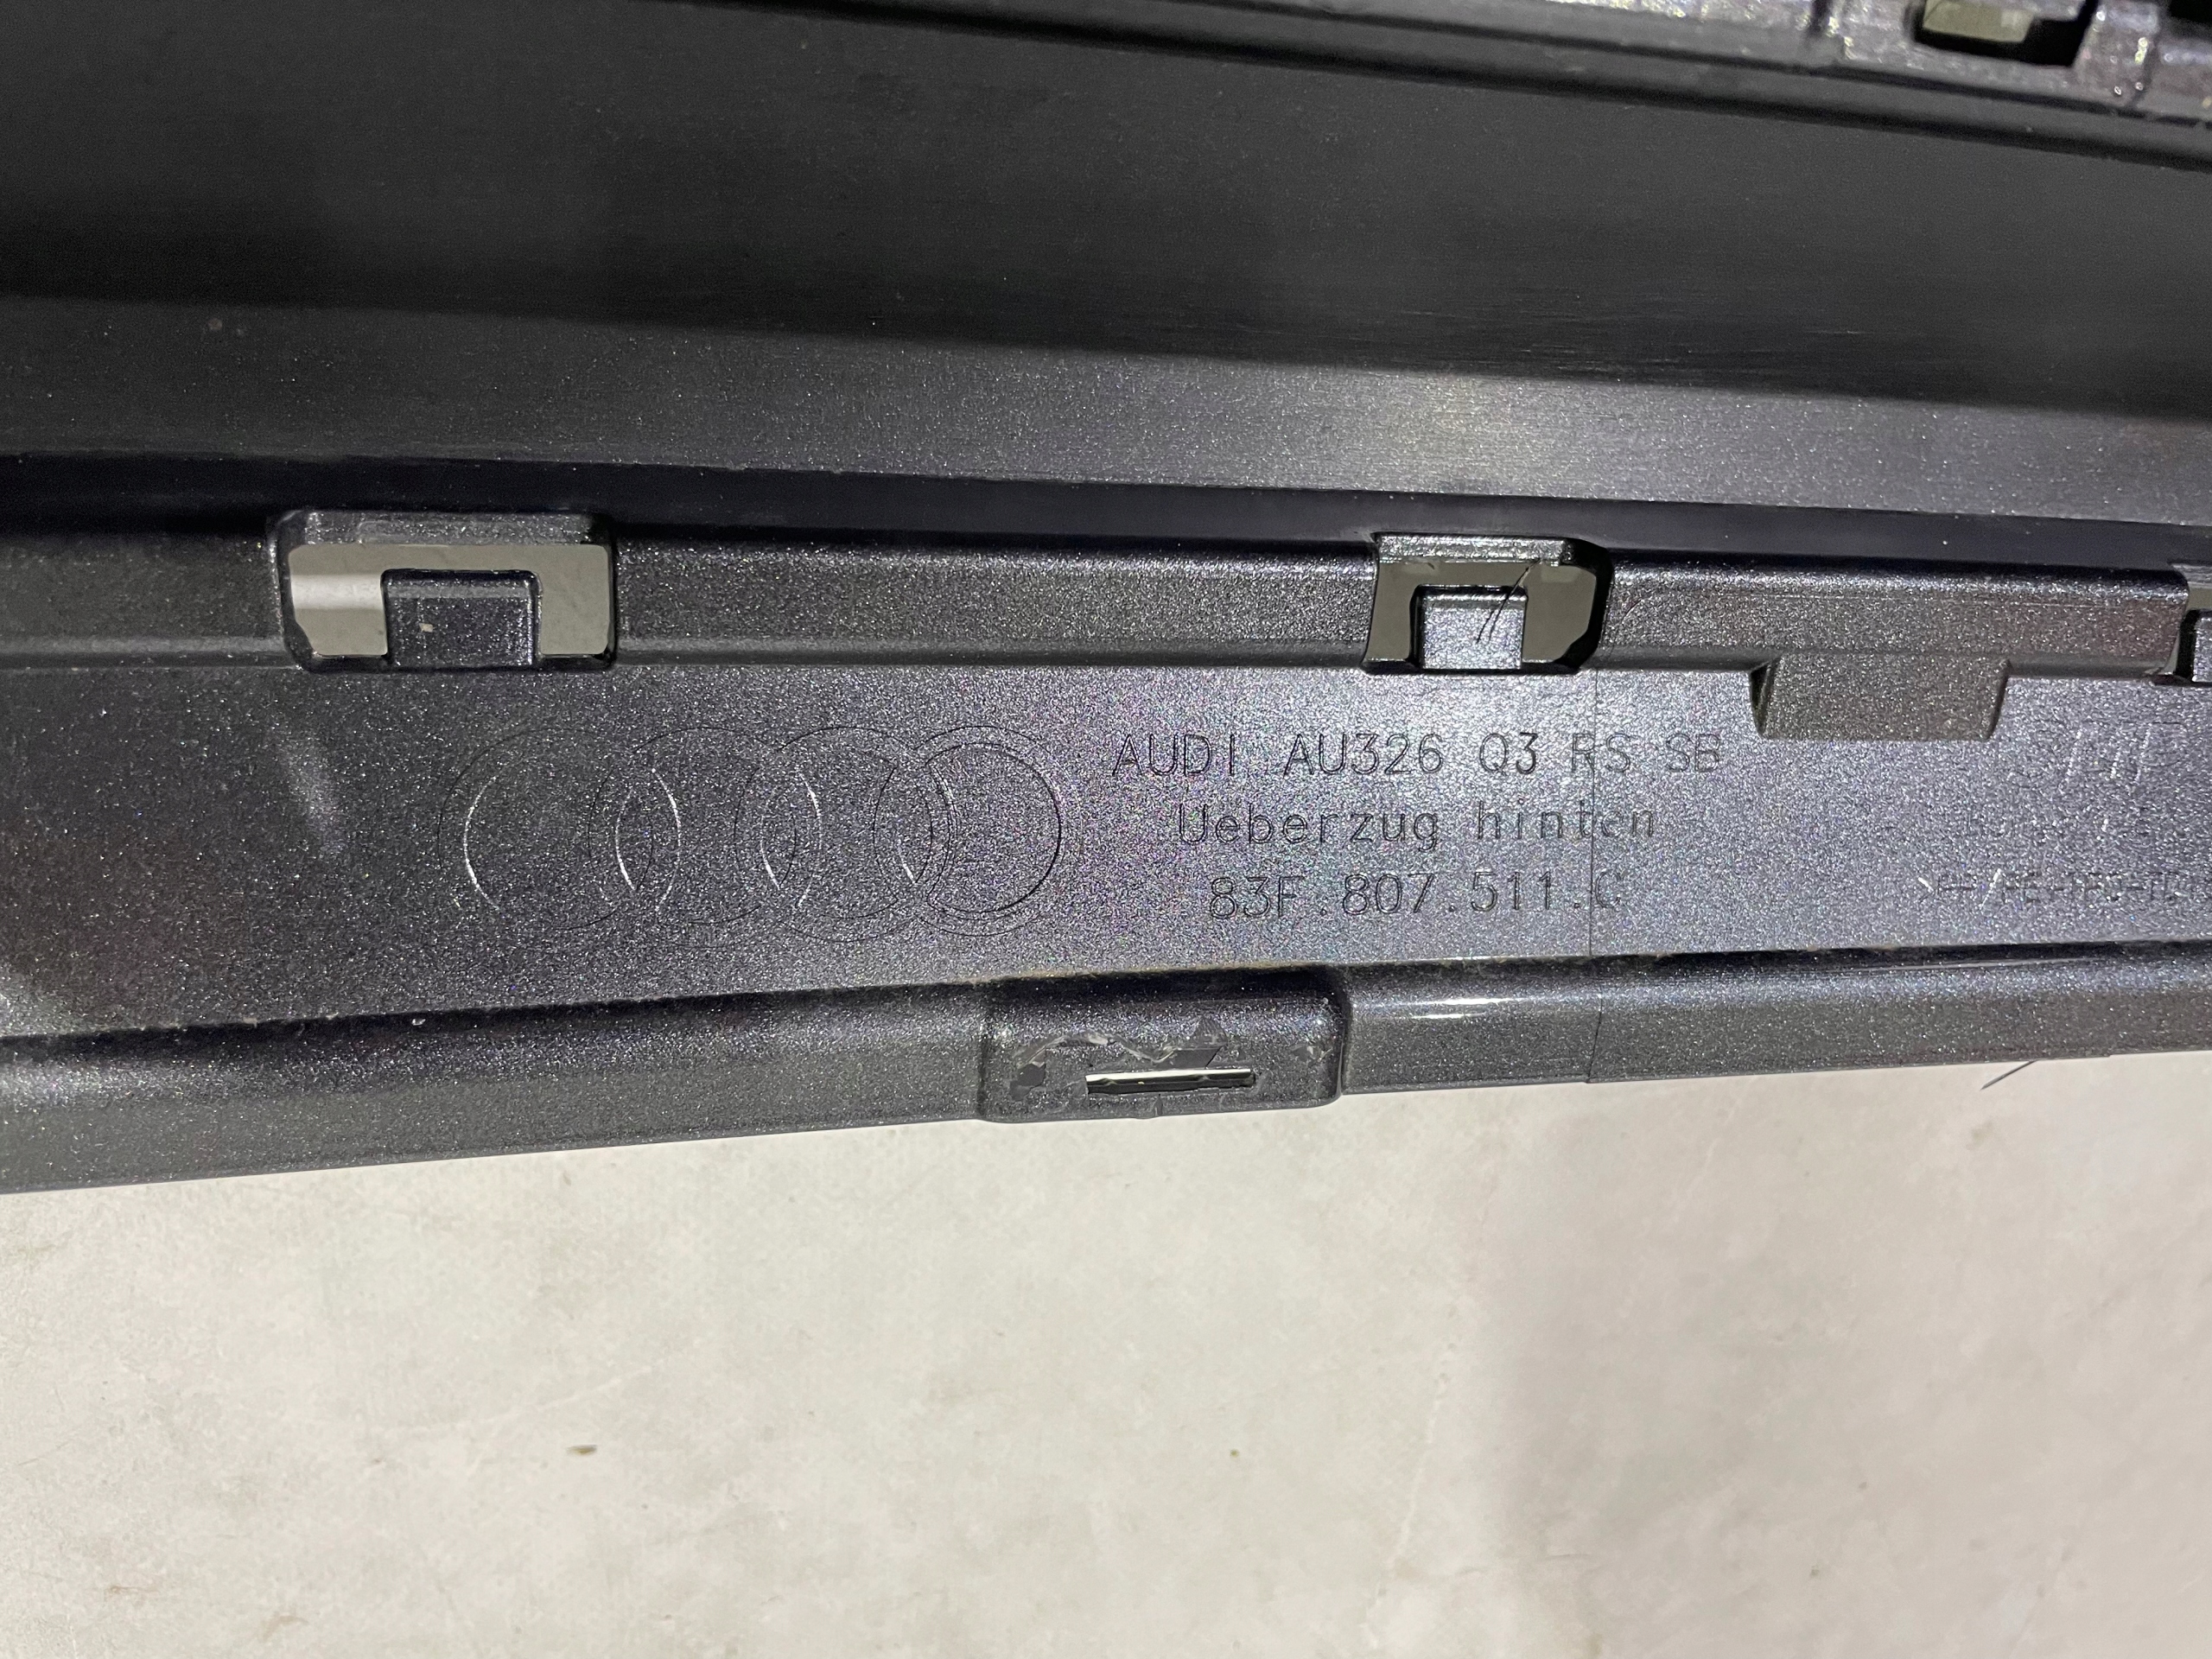 AUDI AU326 Q3 RS SB
Ueberzug hinten
83F.807.511.C